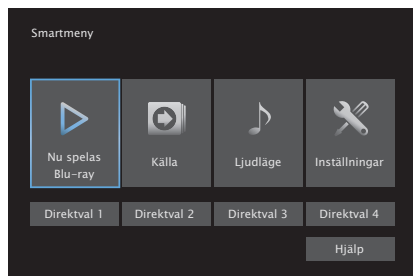 Smartmeny
Nu spelas
Blu-ray
Källa
Ljudläge
Inställningar
Direktval 1
Direktval 2
Direktval 3
Direktval 4
Hjälp